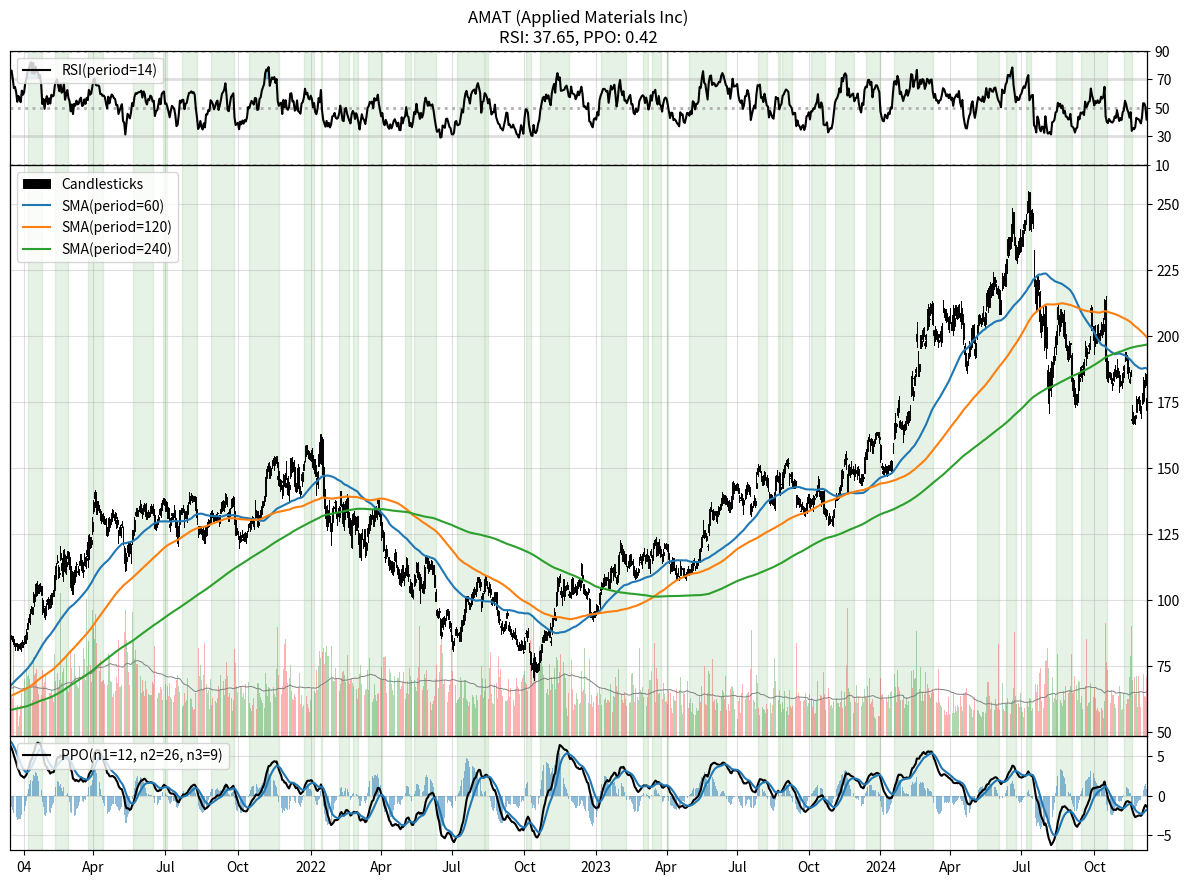 AMAT (Applied Materials Inc)
RSI: 37.65, PPO: 0.42
RSI(period=14)
90
70
50
30
10
Candlesticks
SMA(period=60)
SMA(period=120)
SMA(period=240)
250
225
200
175
150
125
100
75
50
PPO(n1=12, n2=26, n3=9)
5
0
−5
04 Apr Jul Oct 2022 Apr Jul Oct 2023 Apr Jul Oct 2024 Apr Jul Oct